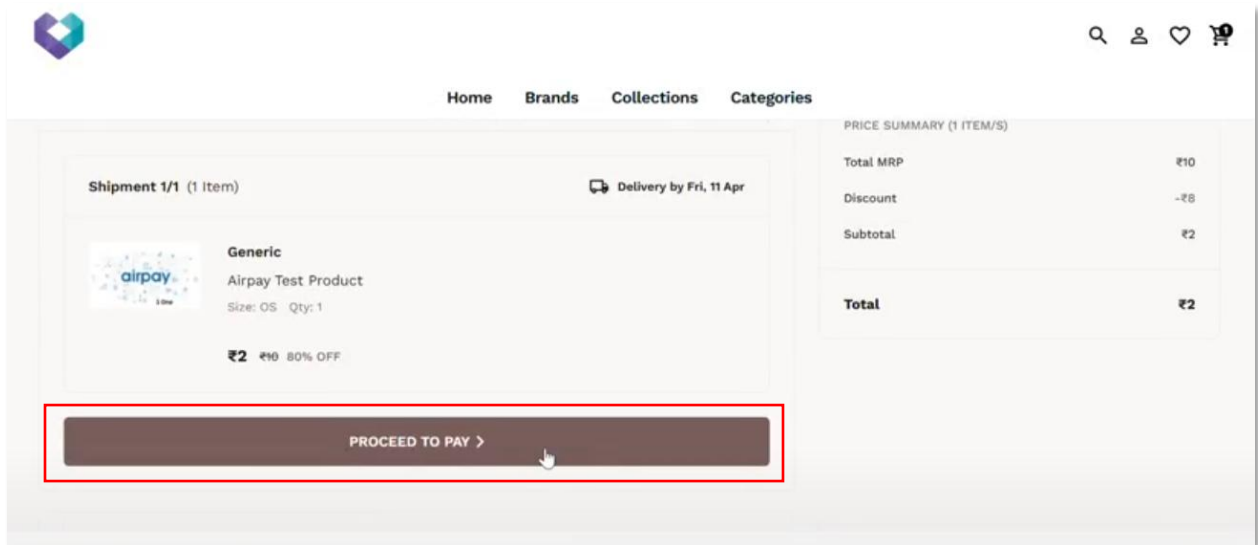 1
Home Brands Collections Categories
Shipment 1/1 (1 Item)
Delivery by Fri, 11 Apr
airpay
Generic
Airpay Test Product
Size: OS Qty: 1
₹2 ₹10 80% OFF
PROCEED TO PAY >
PRICE SUMMARY (1 ITEM/S)
Total MRP ₹10
Discount -₹8
Subtotal ₹2
Total ₹2